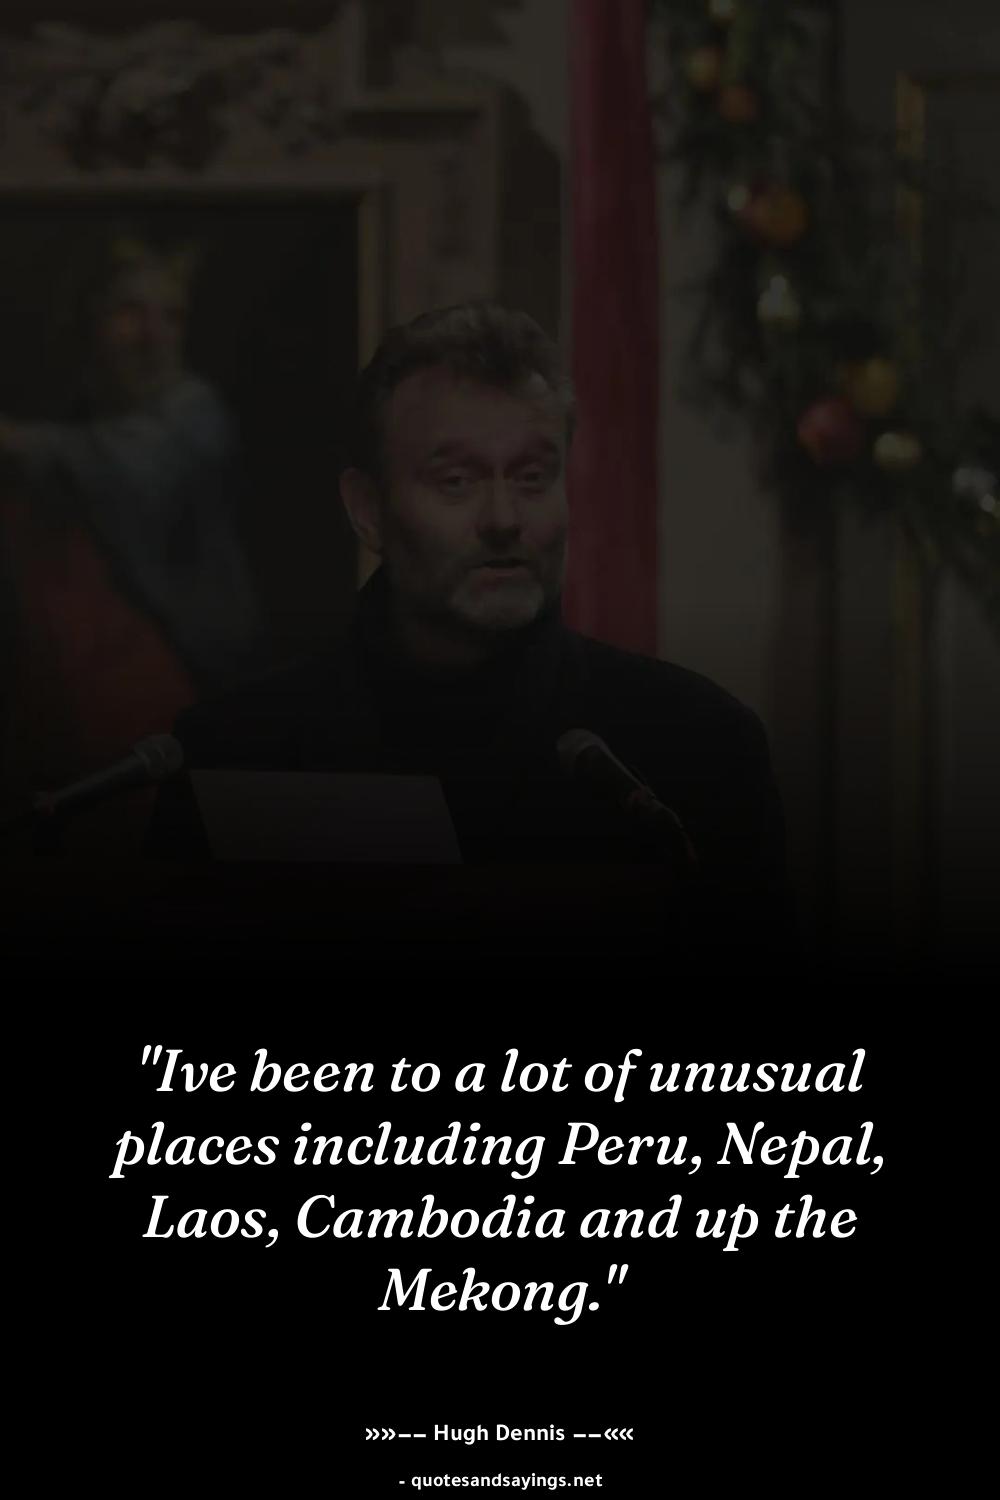 "Ive been to a lot of unusual
places including Peru, Nepal,
Laos, Cambodia and up the
Mekong."
»»−− Hugh Dennis −−««
- quotesandsayings.net